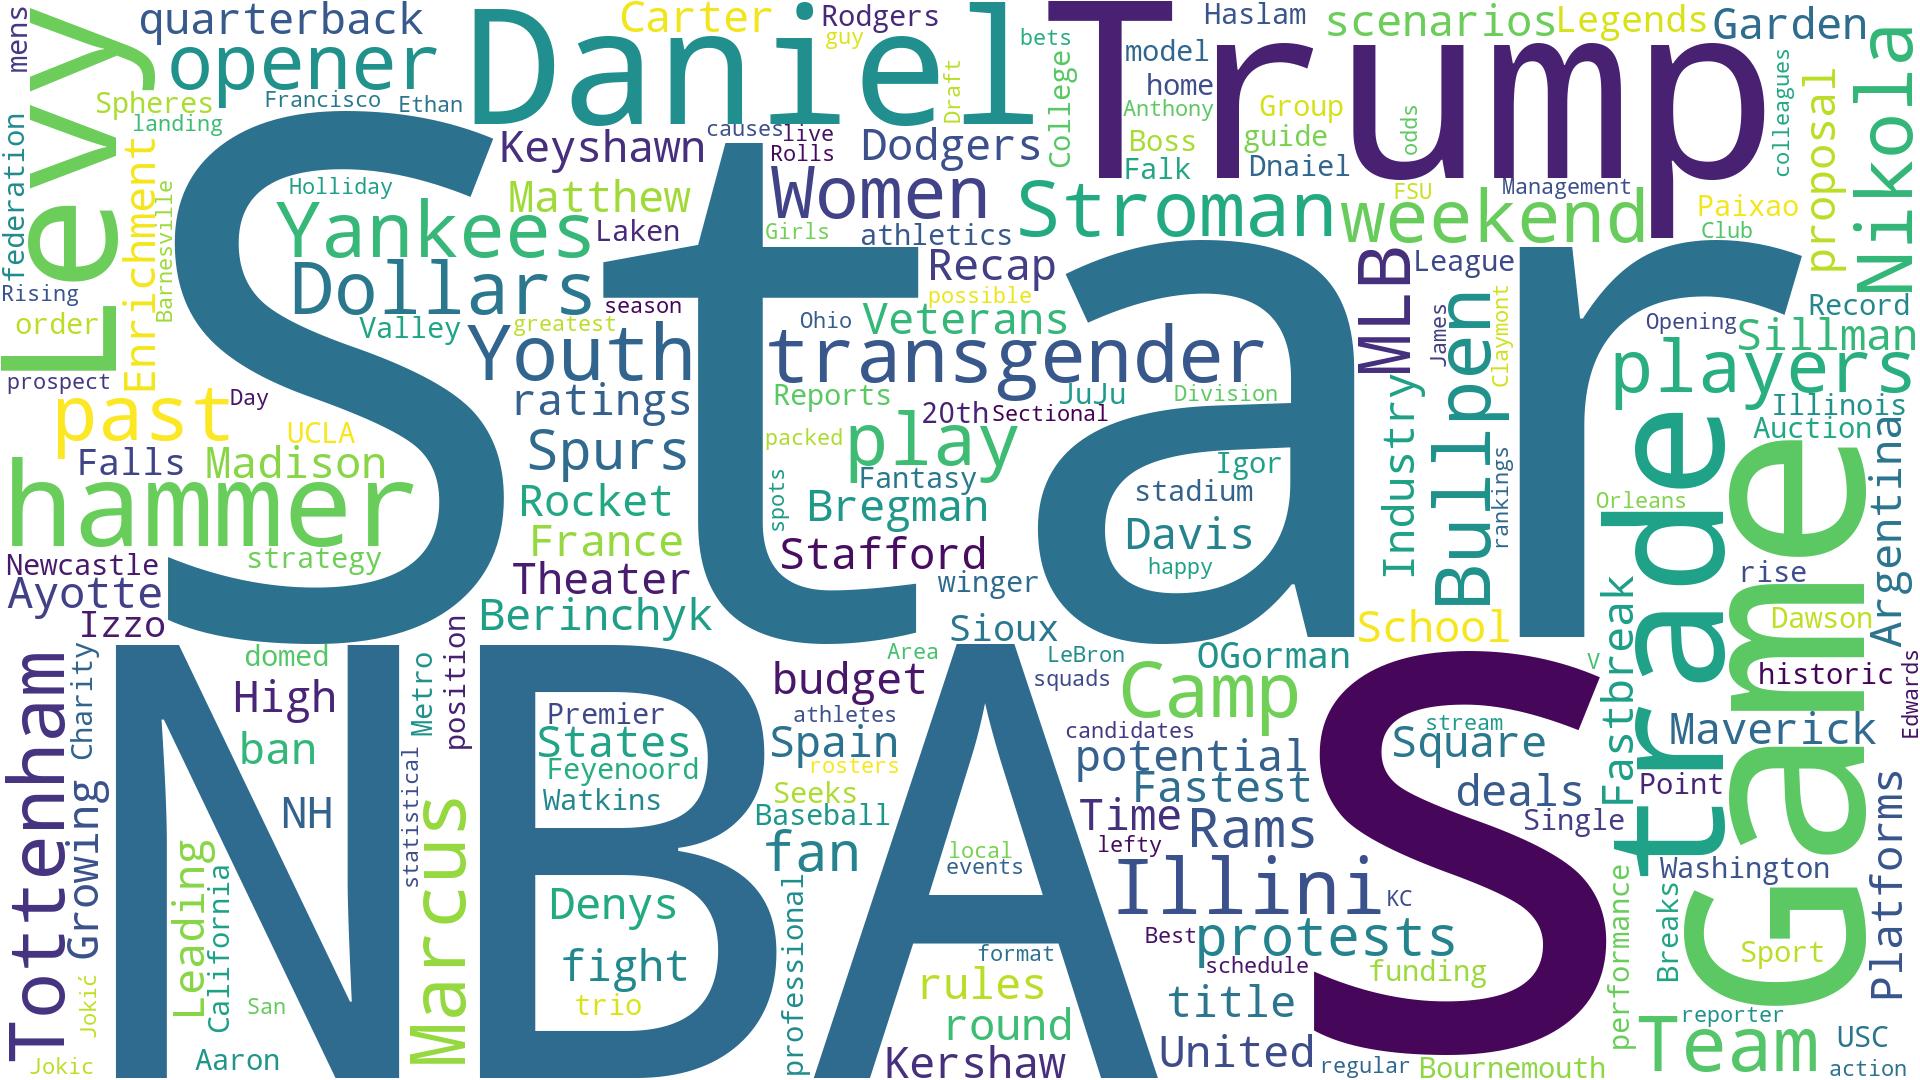 mens
quarterback
Carter
Rodgers
Haslam
scenarios
Legends
Garden
Levy
opener
Daniel
guy
bets
Trump
model
home
Nikola
Spheres
Francisco
Ethan
Draft
College
Anthony
Group
odds
colleagues
proposal
landing
Keyshawn
causes
live
Rolls
Dodgers
Boss
guide
Falk
Dnaiel
federation
Enrichment
Barnesville
Star
Holliday
Matthew
Women
Stroman
FSU
Management
weekend
Paixao
Club
Yankees
Laken
Girls
athletics
Rising
Dollars
Recap
MLB
League
order
season
possible
Record
Valley
greatest
Youth
Ohio
Veterans
James
Bullpen
Claymont
Opening
Sillman
prospect
transgender
players
past
Day
ratings
Reports
JuJu
Division
Industry
Illinois
UCLA
20th
Sectional
Auction
Falls
Madison
Spurs
packed
play
Igor
Argentina
hammer
Rocket
spots
Fantasy
stadium
rankings
Orleans
trade
Game
Bregman
France
Stafford
Davis
strategy
happy
Newcastle
Ayotte
Theater
winger
rise
Izzo
Berinchyk
Sioux
School
Dawson
Fastbreak
Tottenham
Charity
domed
NBA
Metro
position
Area
LeBron
OGorman
S
V
historic
Edwards
High
budget
squads
Camp
Premier
athletes
candidates
stream
Maverick
ban
States
Spain
potential
Square
Feyenoord
rosters
Growing
statistical
Watkins
Seeks
Fastest
deals
Point
Platforms
NH
Marcus
Baseball
Time
Rams
Single
Leading
California
fan
local
lefty
events
Illini
Washington
performance
Breaks
Denys
professional
KC
Best
protests
fight
format
schedule
funding
Sport
Jokić
San
trio
rules
title
round
reporter
Jokic
Aaron
Kershaw
United
regular
Bournemouth
Team
USC
action